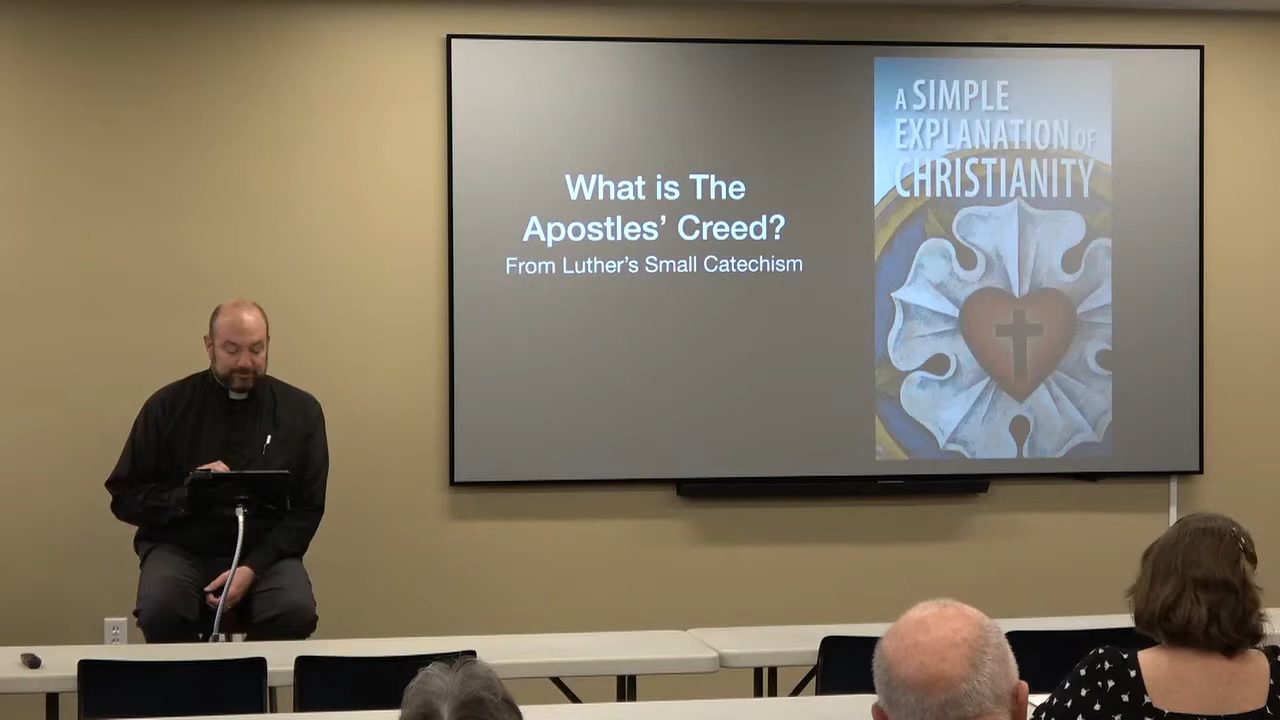 What is The
Apostles’ Creed?
From Luther’s Small Catechism
A SIMPLE
EXPLANATION OF
CHRISTIANITY